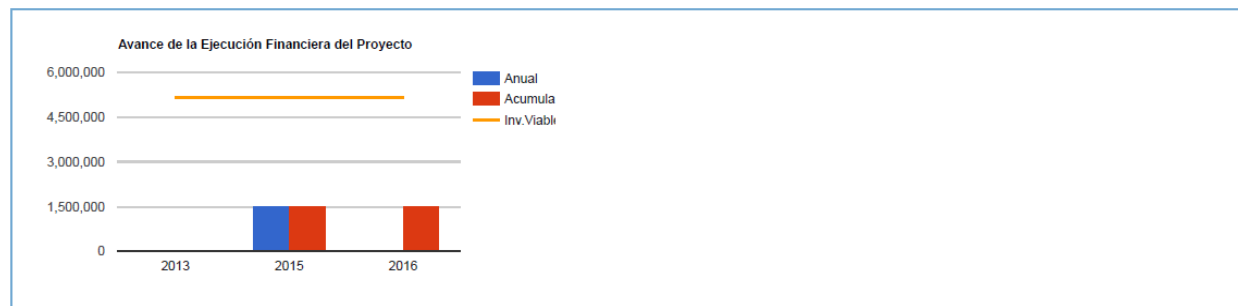 Avance de la Ejecución Financiera del Proyecto
6,000,000
4,500,000
3,000,000
1,500,000
0
2013 2015 2016
Anual
Acumula
Inv.Viable